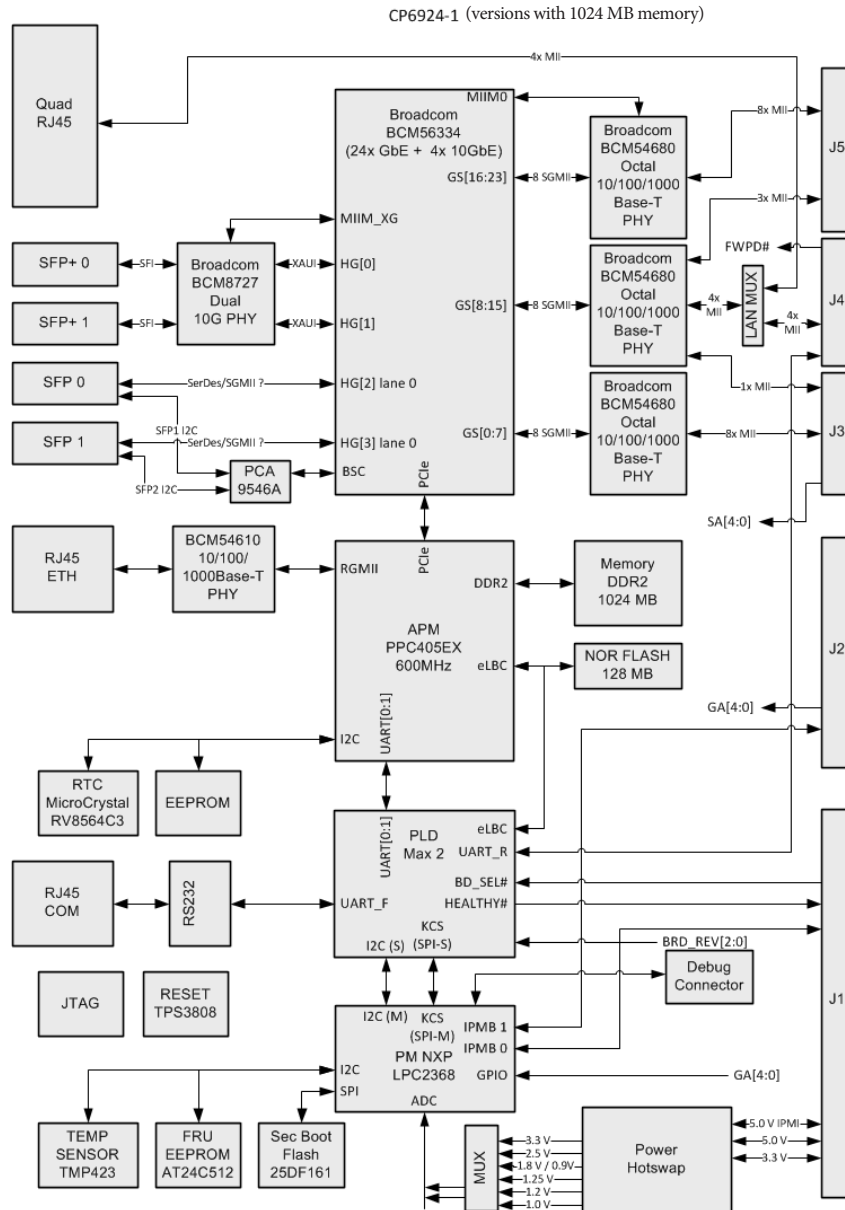 CP6924-1 (versions with 1024 MB memory)
4x MII
Quad
RJ45
MIIM0
Broadcom
BCM56334
(24x GbE + 4x 10GbE)
GS[16:23]
8 SGMII
Broadcom
BCM54680
Octal
10/100/1000
Base-T
PHY
8x MII
J5
MIIM_XG
3x MII
FWPD#
SFP+ 0
SFI
Broadcom
BCM8727
Dual
10G PHY
XAUI
HG[0]
SFP+ 1
SFI
XAUI
HG[1]
GS[8:15]
8 SGMII
Broadcom
BCM54680
Octal
10/100/1000
Base-T
PHY
4x
MII
LAN MUX
4x
MII
J4
SFP 0
SerDes/SGMII ?
HG[2] lane 0
1x MII
SFP1 I2C
SFP 1
SerDes/SGMII ?
HG[3] lane 0
GS[0:7]
8 SGMII
Broadcom
BCM54680
Octal
10/100/1000
Base-T
PHY
8x MII
J3
SFP2 I2C
PCA
9546A
BSC
PCIe
SA[4:0]
RJ45
ETH
BCM54610
10/100/
1000Base-T
PHY
RGMII
PCIe
DDR2
Memory
DDR2
1024 MB
APM
PPC405EX
600MHz
eLBC
NOR FLASH
128 MB
J2
GA[4:0]
I2C
UART[0:1]
RTC
MicroCrystal
RV8564C3
EEPROM
UART[0:1]
PLD
Max 2
eLBC
UART_R
BD_SEL#
HEALTHY#
RJ45
COM
RS232
UART_F
KCS
(SPI-S)
I2C (S)
BRD_REV[2:0]
Debug
Connector
JTAG
RESET
TPS3808
J1
I2C (M)
KCS
(SPI-M)
IPMB 1
IPMB 0
GPIO
GA[4:0]
PM NXP
LPC2368
I2C
SPI
ADC
TEMP
SENSOR
TMP423
FRU
EEPROM
AT24C512
Sec Boot
Flash
25DF161
MUX
3.3 V
2.5 V
1.8 V / 0.9V
1.25 V
1.2 V
1.0 V
Power
Hotswap
5.0 V IPMI
5.0 V
3.3 V